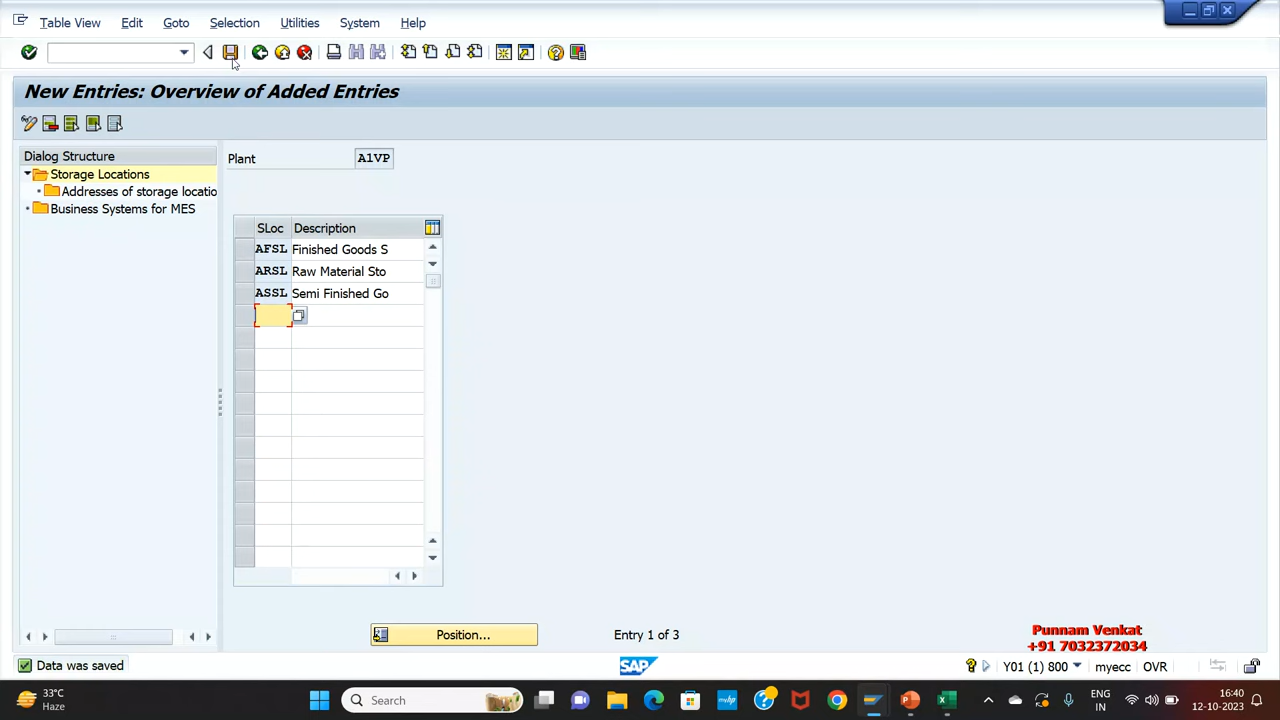 Table View Edit Goto Selection Utilities System Help
New Entries: Overview of Added Entries
Dialog Structure
Storage Locations
Addresses of storage locatio
Business Systems for MES
Plant A1VP
SLoc Description
AFSL Finished Goods S
ARSL Raw Material Sto
ASSL Semi Finished Go
Position... Entry 1 of 3
Punnam Venkat
+91 7032372034
Data was saved SAP Y01 (1) 800 myecc OVR
33°C
Haze
Search
mhp
ENG
IN
16:40
12-10-2023